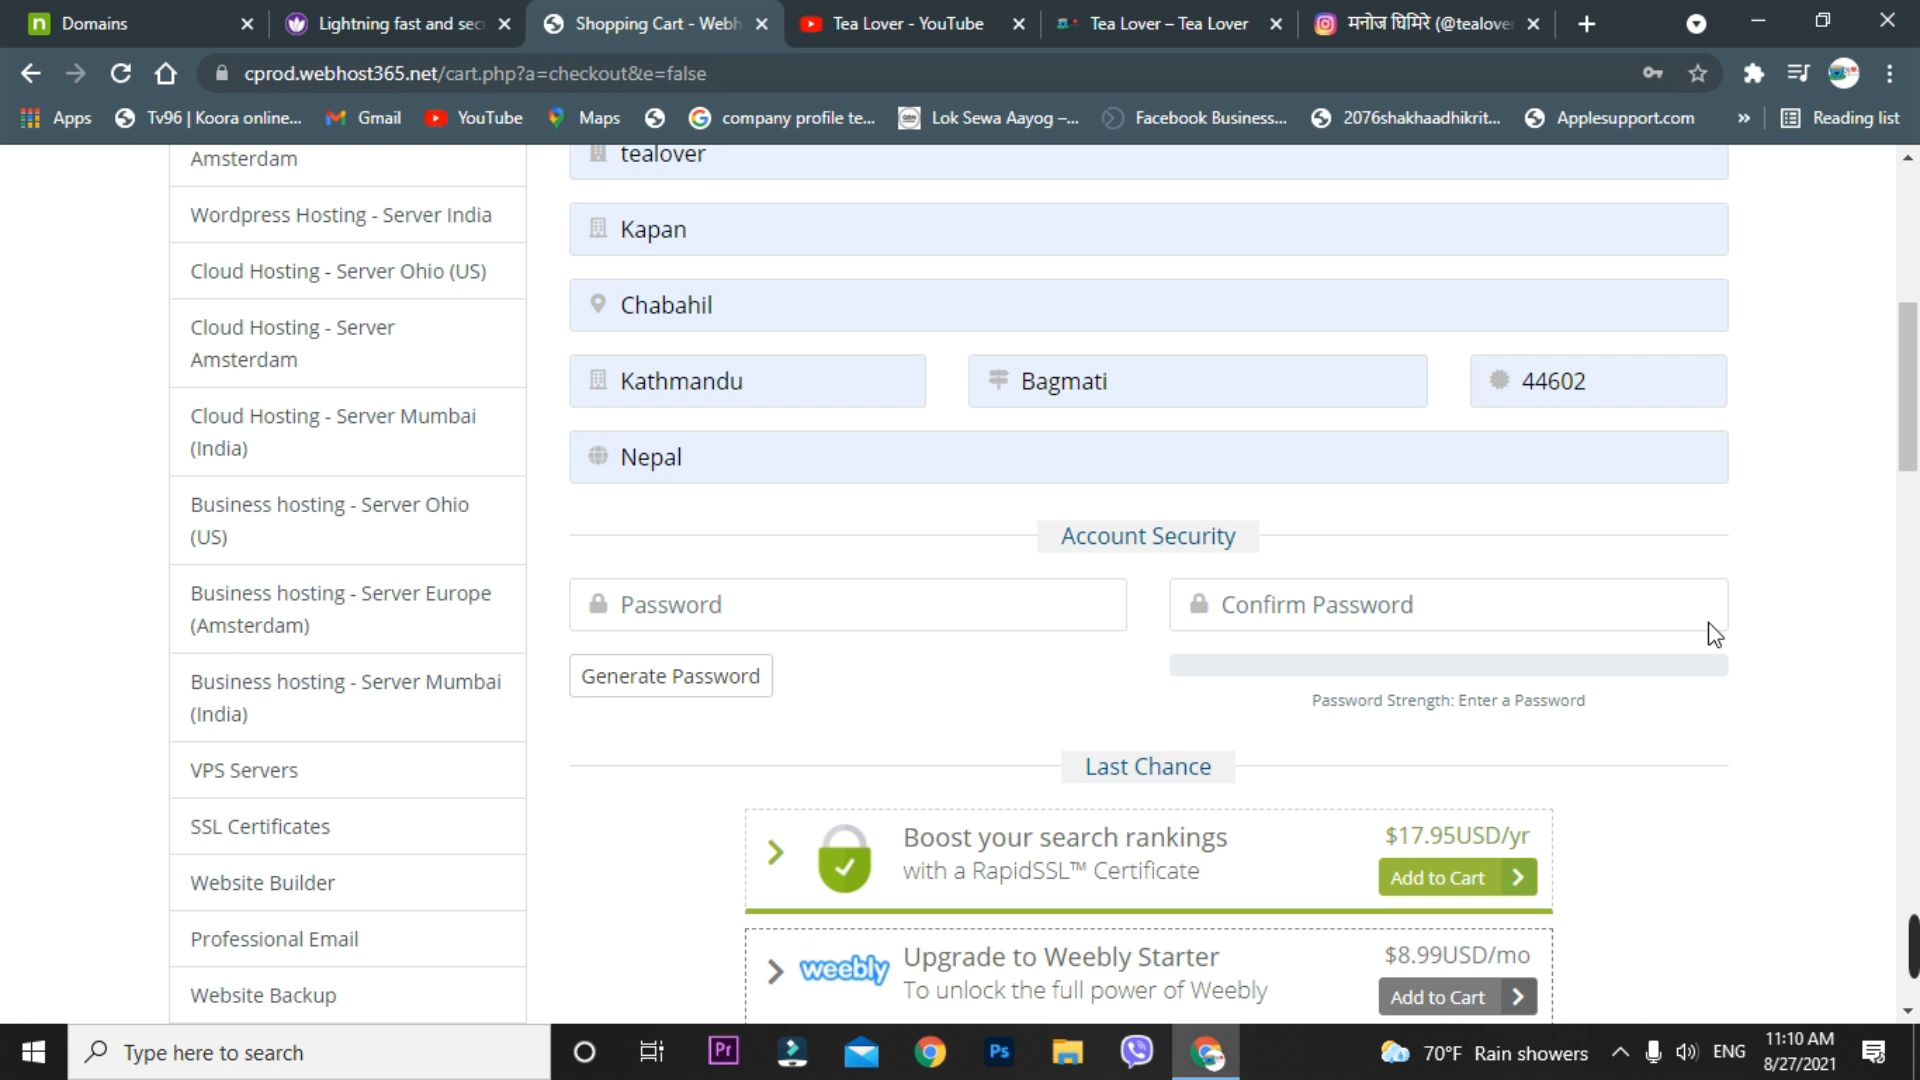 Domains
Lightning fast and secu
Shopping Cart - Webh
Tea Lover - YouTube
Tea Lover – Tea Lover
मनोज घिमिरे (@tealove
cprod.webhost365.net/cart.php?a=checkout&e=false
Apps
Tv96 | Koora online...
Gmail
YouTube
Maps
company profile te...
Lok Sewa Aayog –...
Facebook Business...
2076shakhaadhikrit...
Applesupport.com
»
Reading list
Amsterdam
Wordpress Hosting - Server India
Cloud Hosting - Server Ohio (US)
Cloud Hosting - Server
Amsterdam
Cloud Hosting - Server Mumbai
(India)
Business hosting - Server Ohio
(US)
Business hosting - Server Europe
(Amsterdam)
Business hosting - Server Mumbai
(India)
VPS Servers
SSL Certificates
Website Builder
Professional Email
Website Backup
tealover
Kapan
Chabahil
Kathmandu
Bagmati
44602
Nepal
Account Security
Password
Confirm Password
Generate Password
Password Strength: Enter a Password
Last Chance
Boost your search rankings
with a RapidSSL™ Certificate
$17.95USD/yr
Add to Cart
weebly
Upgrade to Weebly Starter
To unlock the full power of Weebly
$8.99USD/mo
Add to Cart
Type here to search
Pr
Ps
70°F Rain showers
ENG
11:10 AM
8/27/2021